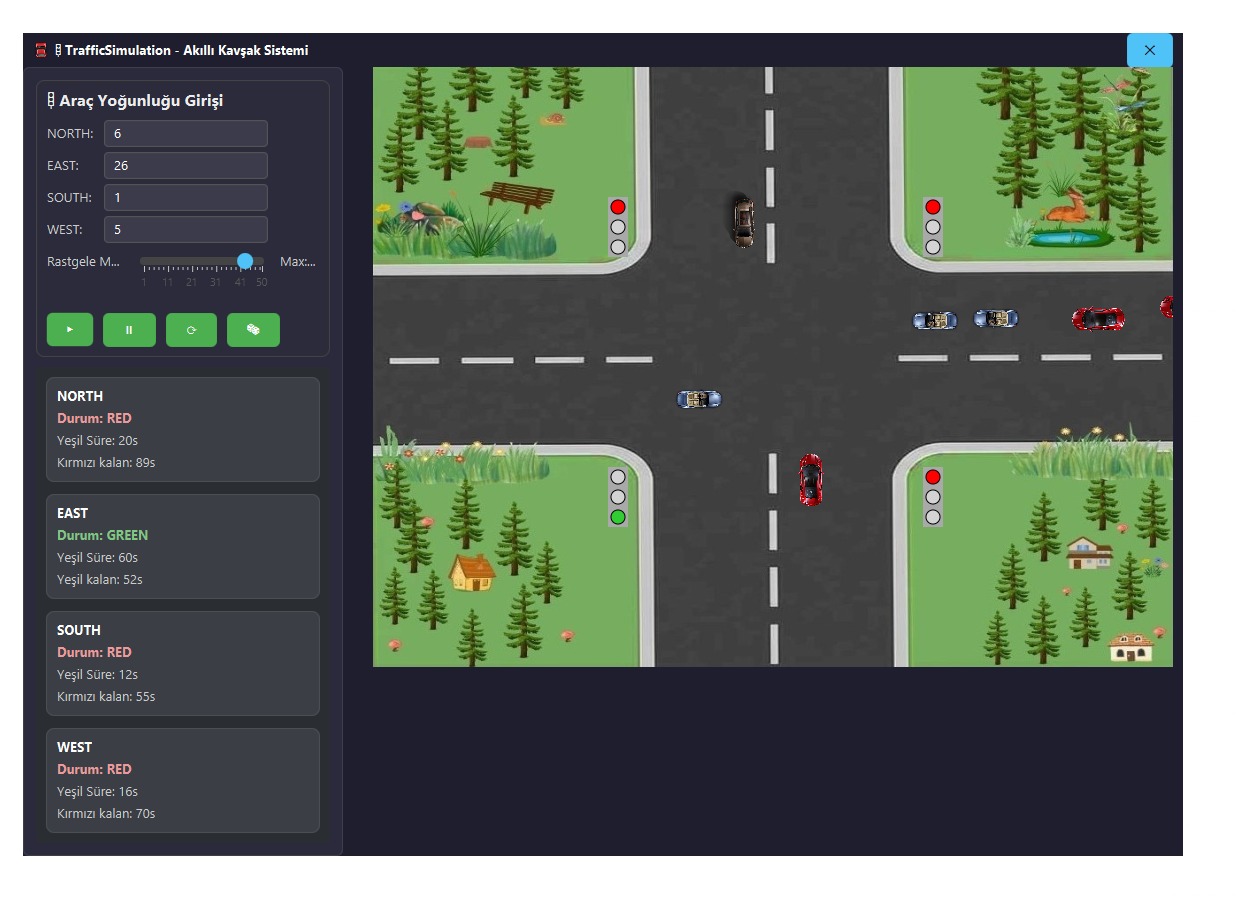 TrafficSimulation - Akıllı Kavşak Sistemi
Araç Yoğunluğu Girişi
NORTH: 6
EAST: 26
SOUTH: 1
WEST: 5
Rastgele M... Max:...
1 11 21 31 41 50
NORTH
Durum: RED
Yeşil Süre: 20s
Kırmızı kalan: 89s
EAST
Durum: GREEN
Yeşil Süre: 60s
Yeşil kalan: 52s
SOUTH
Durum: RED
Yeşil Süre: 12s
Kırmızı kalan: 55s
WEST
Durum: RED
Yeşil Süre: 16s
Kırmızı kalan: 70s